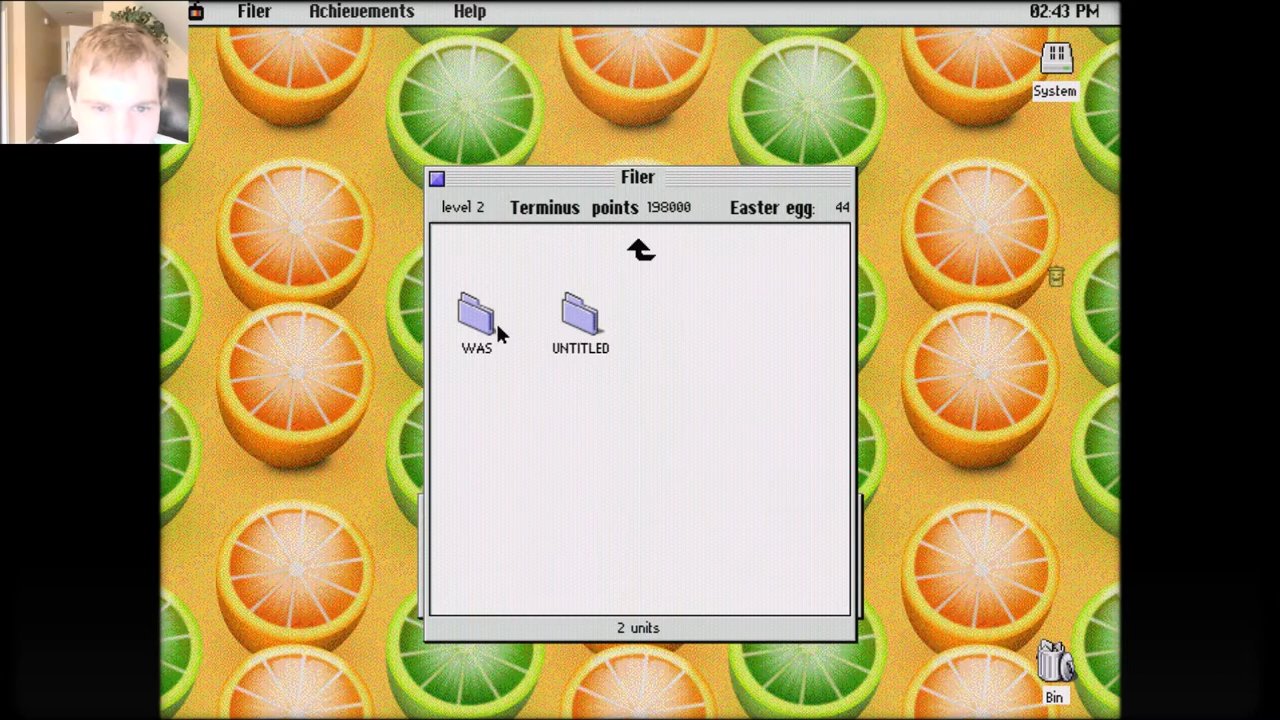 Filer Achievements Help 02:43 PM
System
Filer
level 2 Terminus points 198000 Easter egg: 44
WAS UNTITLED
2 units
Bin